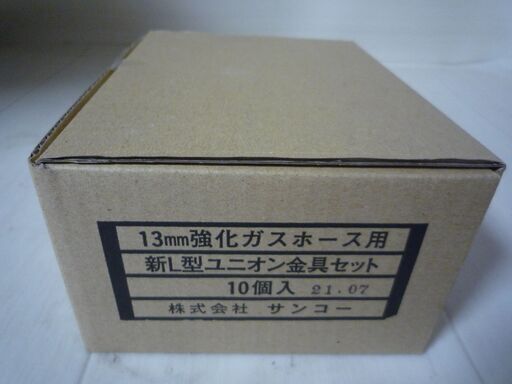 13mm強化ガスホース用
新L型ユニオン金具セット
10個入 21.07
株式会社 サンコー